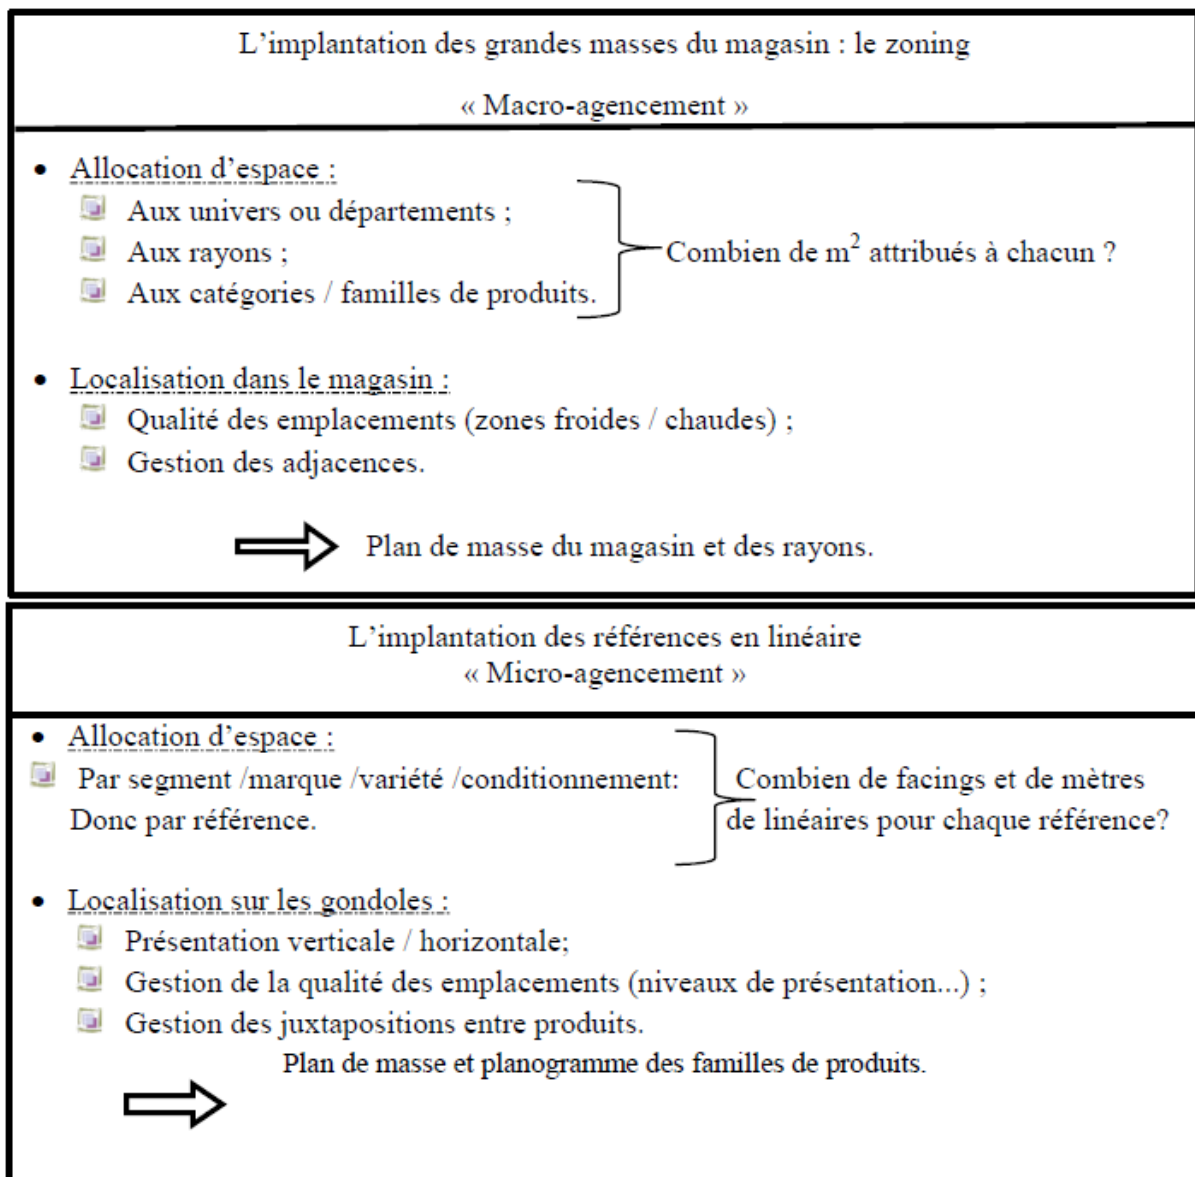 L’implantation des grandes masses du magasin : le zoning
« Macro-agencement »
• Allocation d’espace :
Aux univers ou départements ;
Aux rayons ;
Combien de m² attribués à chacun ?
Aux catégories / familles de produits.
• Localisation dans le magasin :
Qualité des emplacements (zones froides / chaudes) ;
Gestion des adjacences.
Plan de masse du magasin et des rayons.
L’implantation des références en linéaire
« Micro-agencement »
• Allocation d’espace :
Par segment /marque /variété /conditionnement:
Donc par référence.
Combien de facings et de mètres
de linéaires pour chaque référence?
• Localisation sur les gondoles :
Présentation verticale / horizontale;
Gestion de la qualité des emplacements (niveaux de présentation...) ;
Gestion des juxtapositions entre produits.
Plan de masse et planogramme des familles de produits.